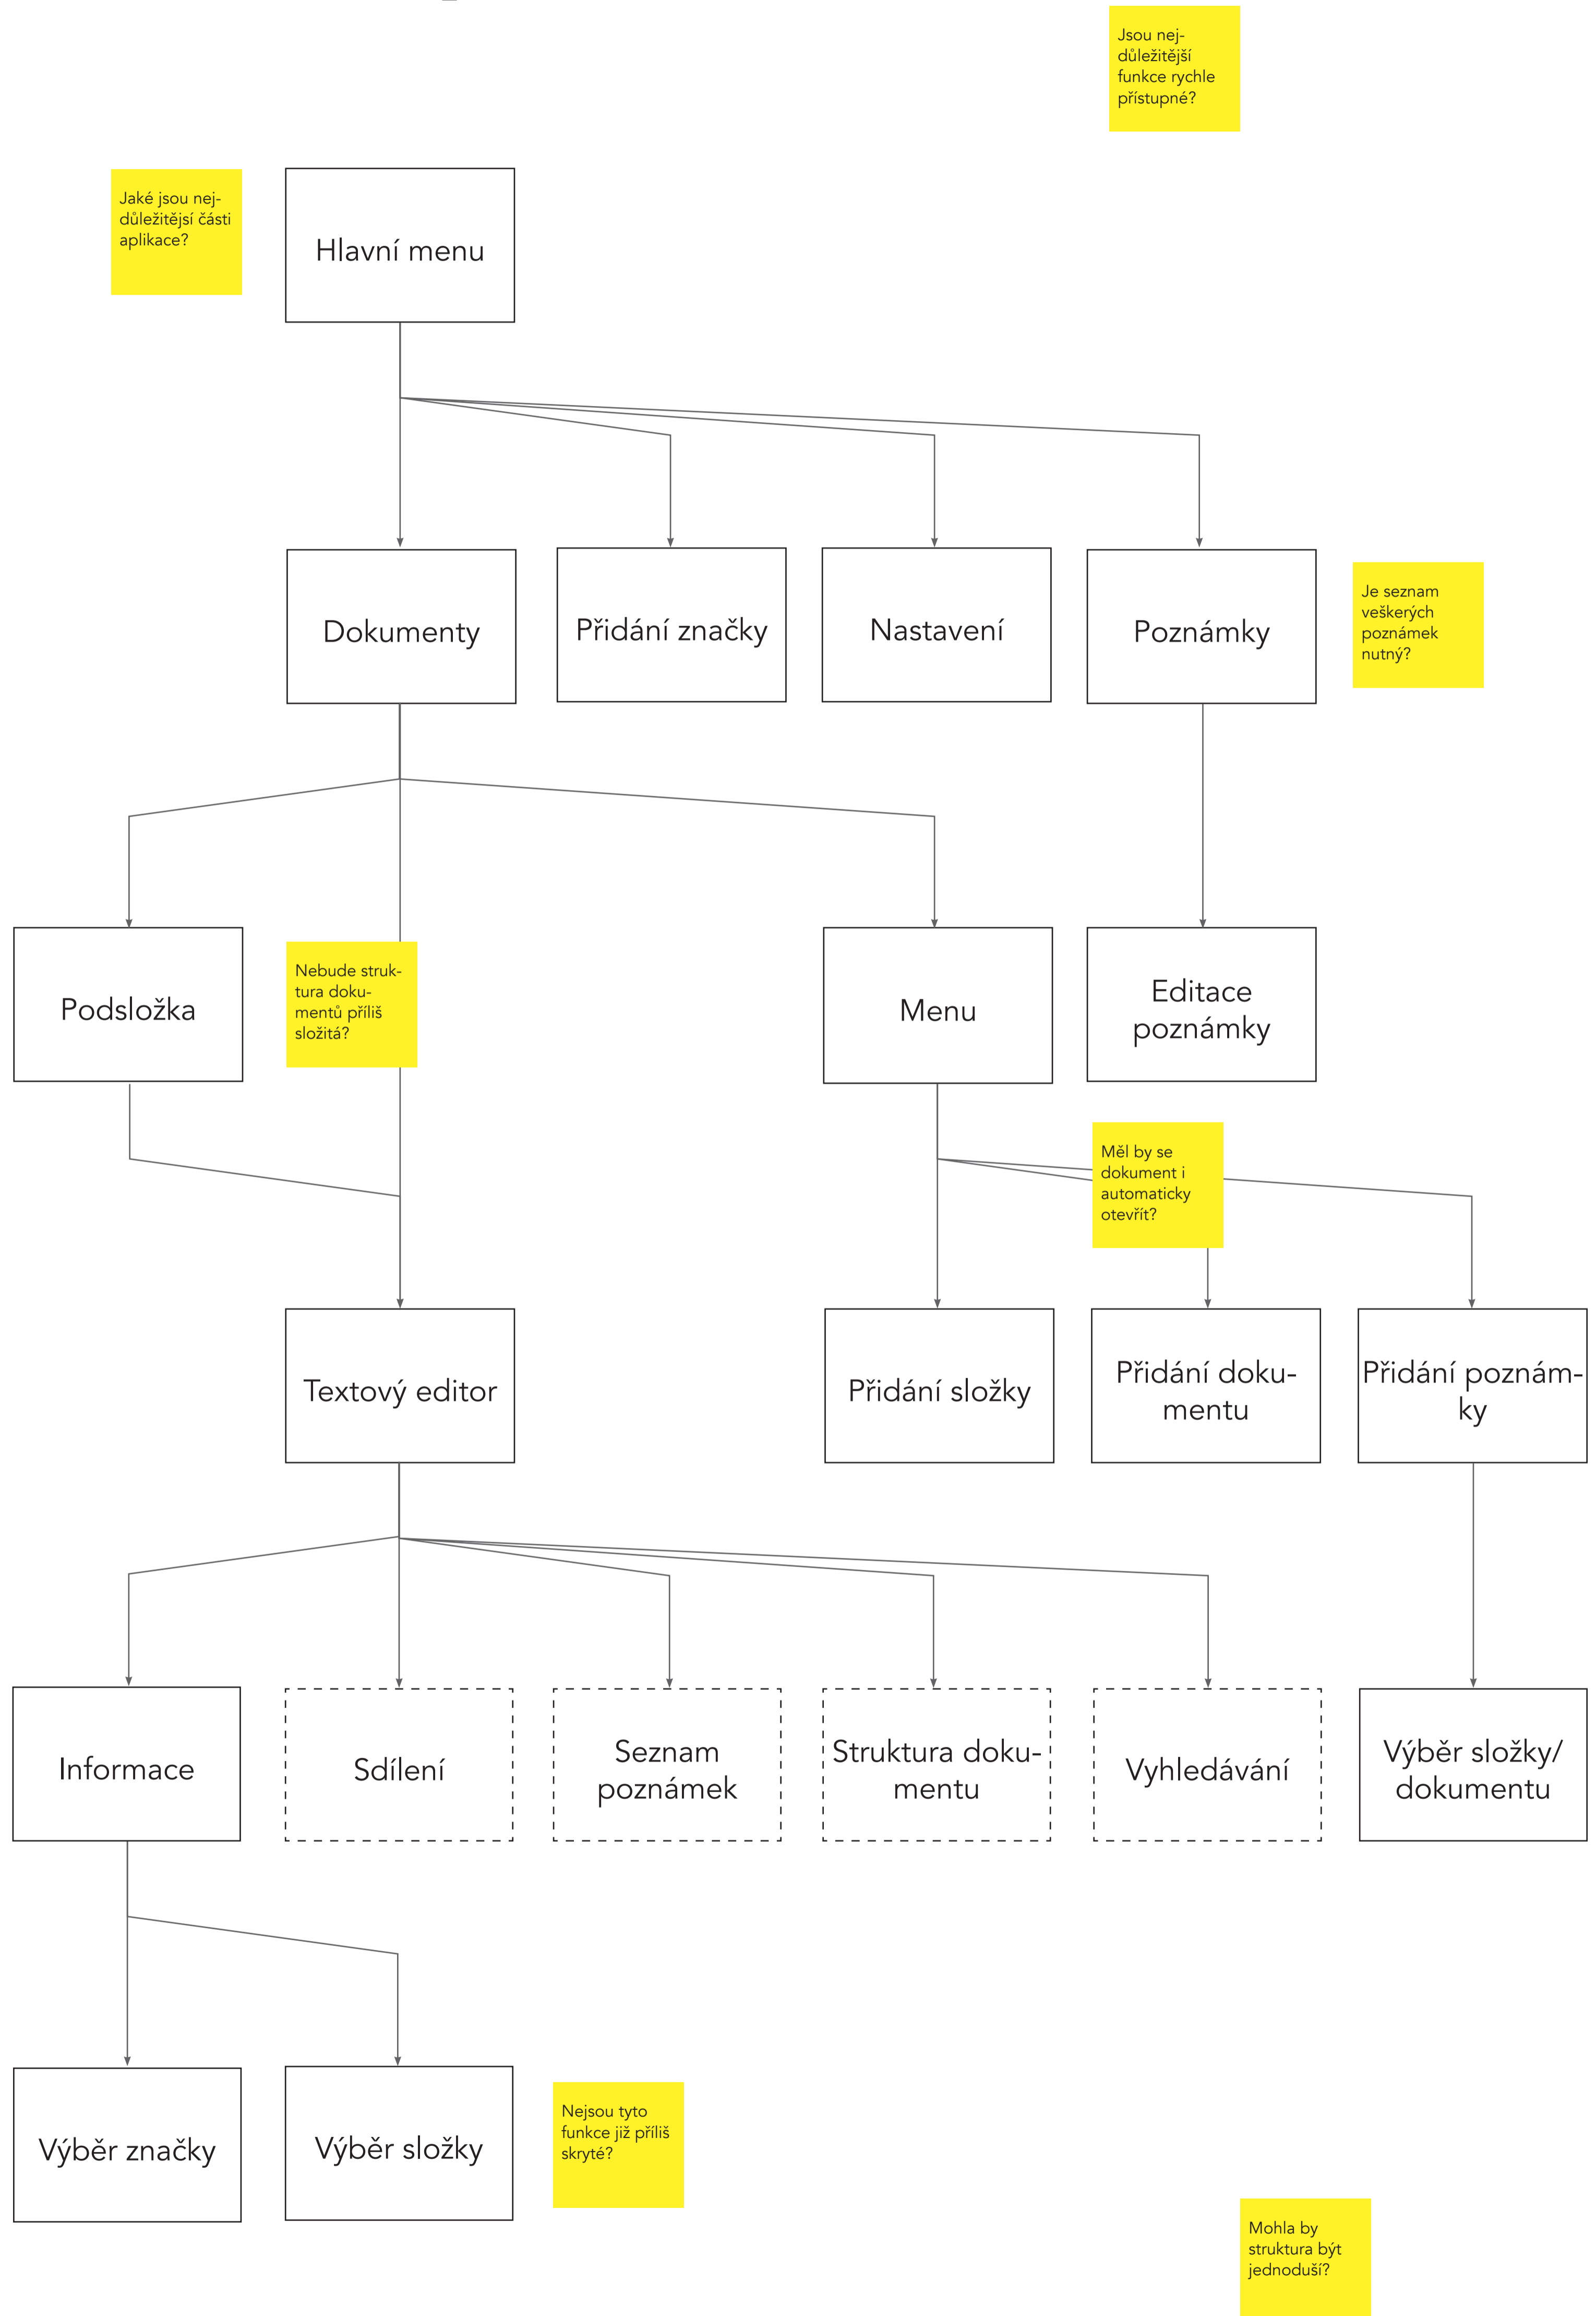 Jsou nej-
důležitější
funkce rychle
přístupné?
Jaké jsou nej-
důležitějsí části
aplikace?
Hlavní menu
Dokumenty
Přidání značky
Nastavení
Poznámky
Je seznam
veškerých
poznámek
nutný?
Podsložka
Nebude struk-
tura doku-
mentů příliš
složitá?
Menu
Editace
poznámky
Měl by se
dokument i
automaticky
otevřít?
Textový editor
Přidání složky
Přidání doku-
mentu
Přidání poznám-
ky
Informace
Sdílení
Seznam
poznámek
Struktura doku-
mentu
Vyhledávání
Výběr složky/
dokumentu
Výběr značky
Výběr složky
Nejsou tyto
funkce již příliš
skryté?
Mohla by
struktura být
jednoduší?